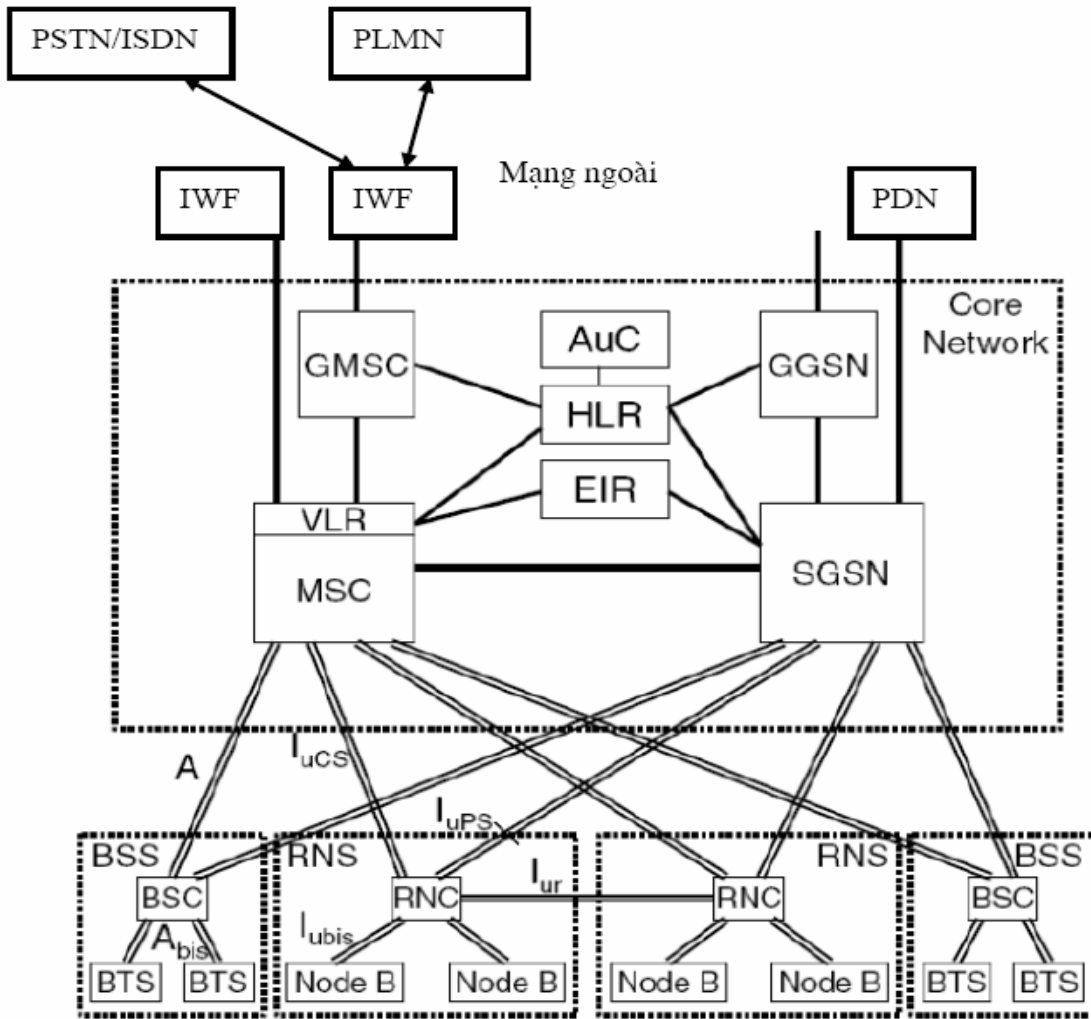 PSTN/ISDN
PLMN
Mạng ngoài
IWF
IWF
PDN
Core
Network
GMSC
AuC
GGSN
HLR
EIR
VLR
MSC
SGSN
A
IuCS
IuPS
BSS
RNS
RNS
BSS
Iur
BSC
RNC
RNC
BSC
Abis
Iubis
BTS
BTS
Node B
Node B
Node B
Node B
BTS
BTS